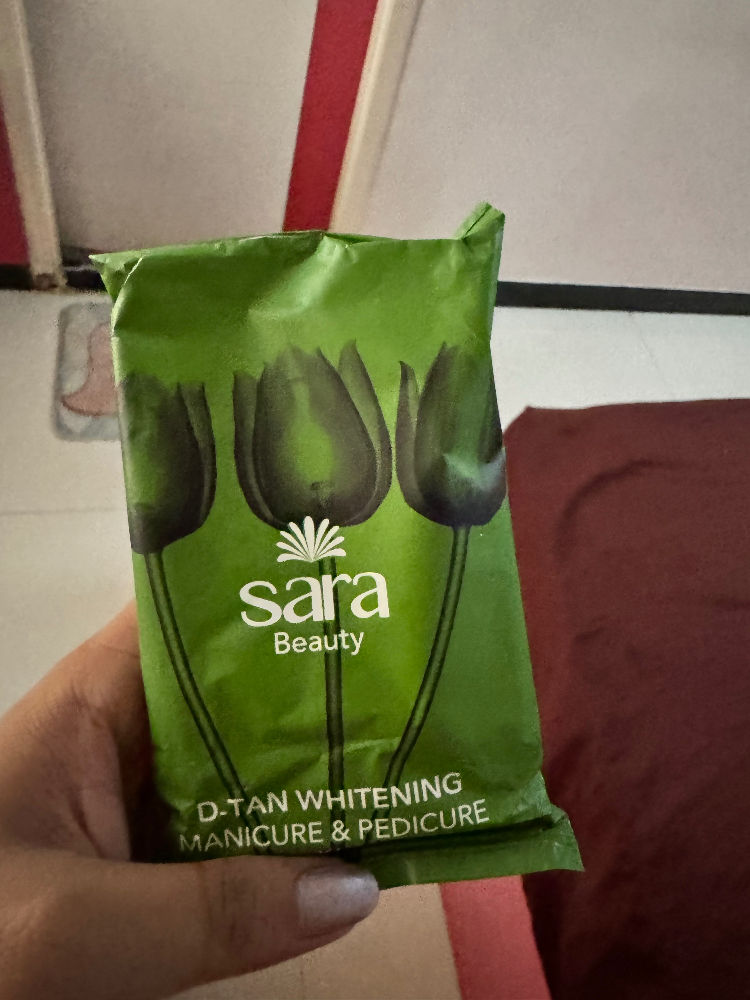 sara
Beauty
D-TAN WHITENING
MANICURE & PEDICURE